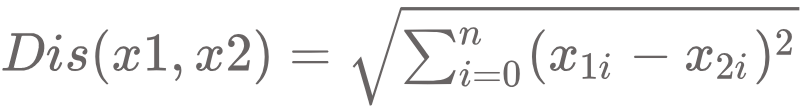 Dis(x1, x2) = √∑ⁿᵢ₌₀(x₁ᵢ − x₂ᵢ)²